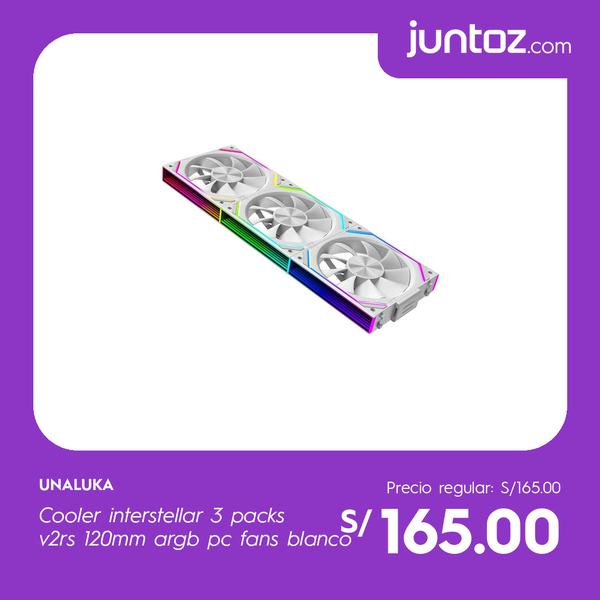 juntoz.com
UNALUKA
Cooler interstellar 3 packs
v2rs 120mm argb pc fans blanco
Precio regular: S/165.00
S/ 165.00